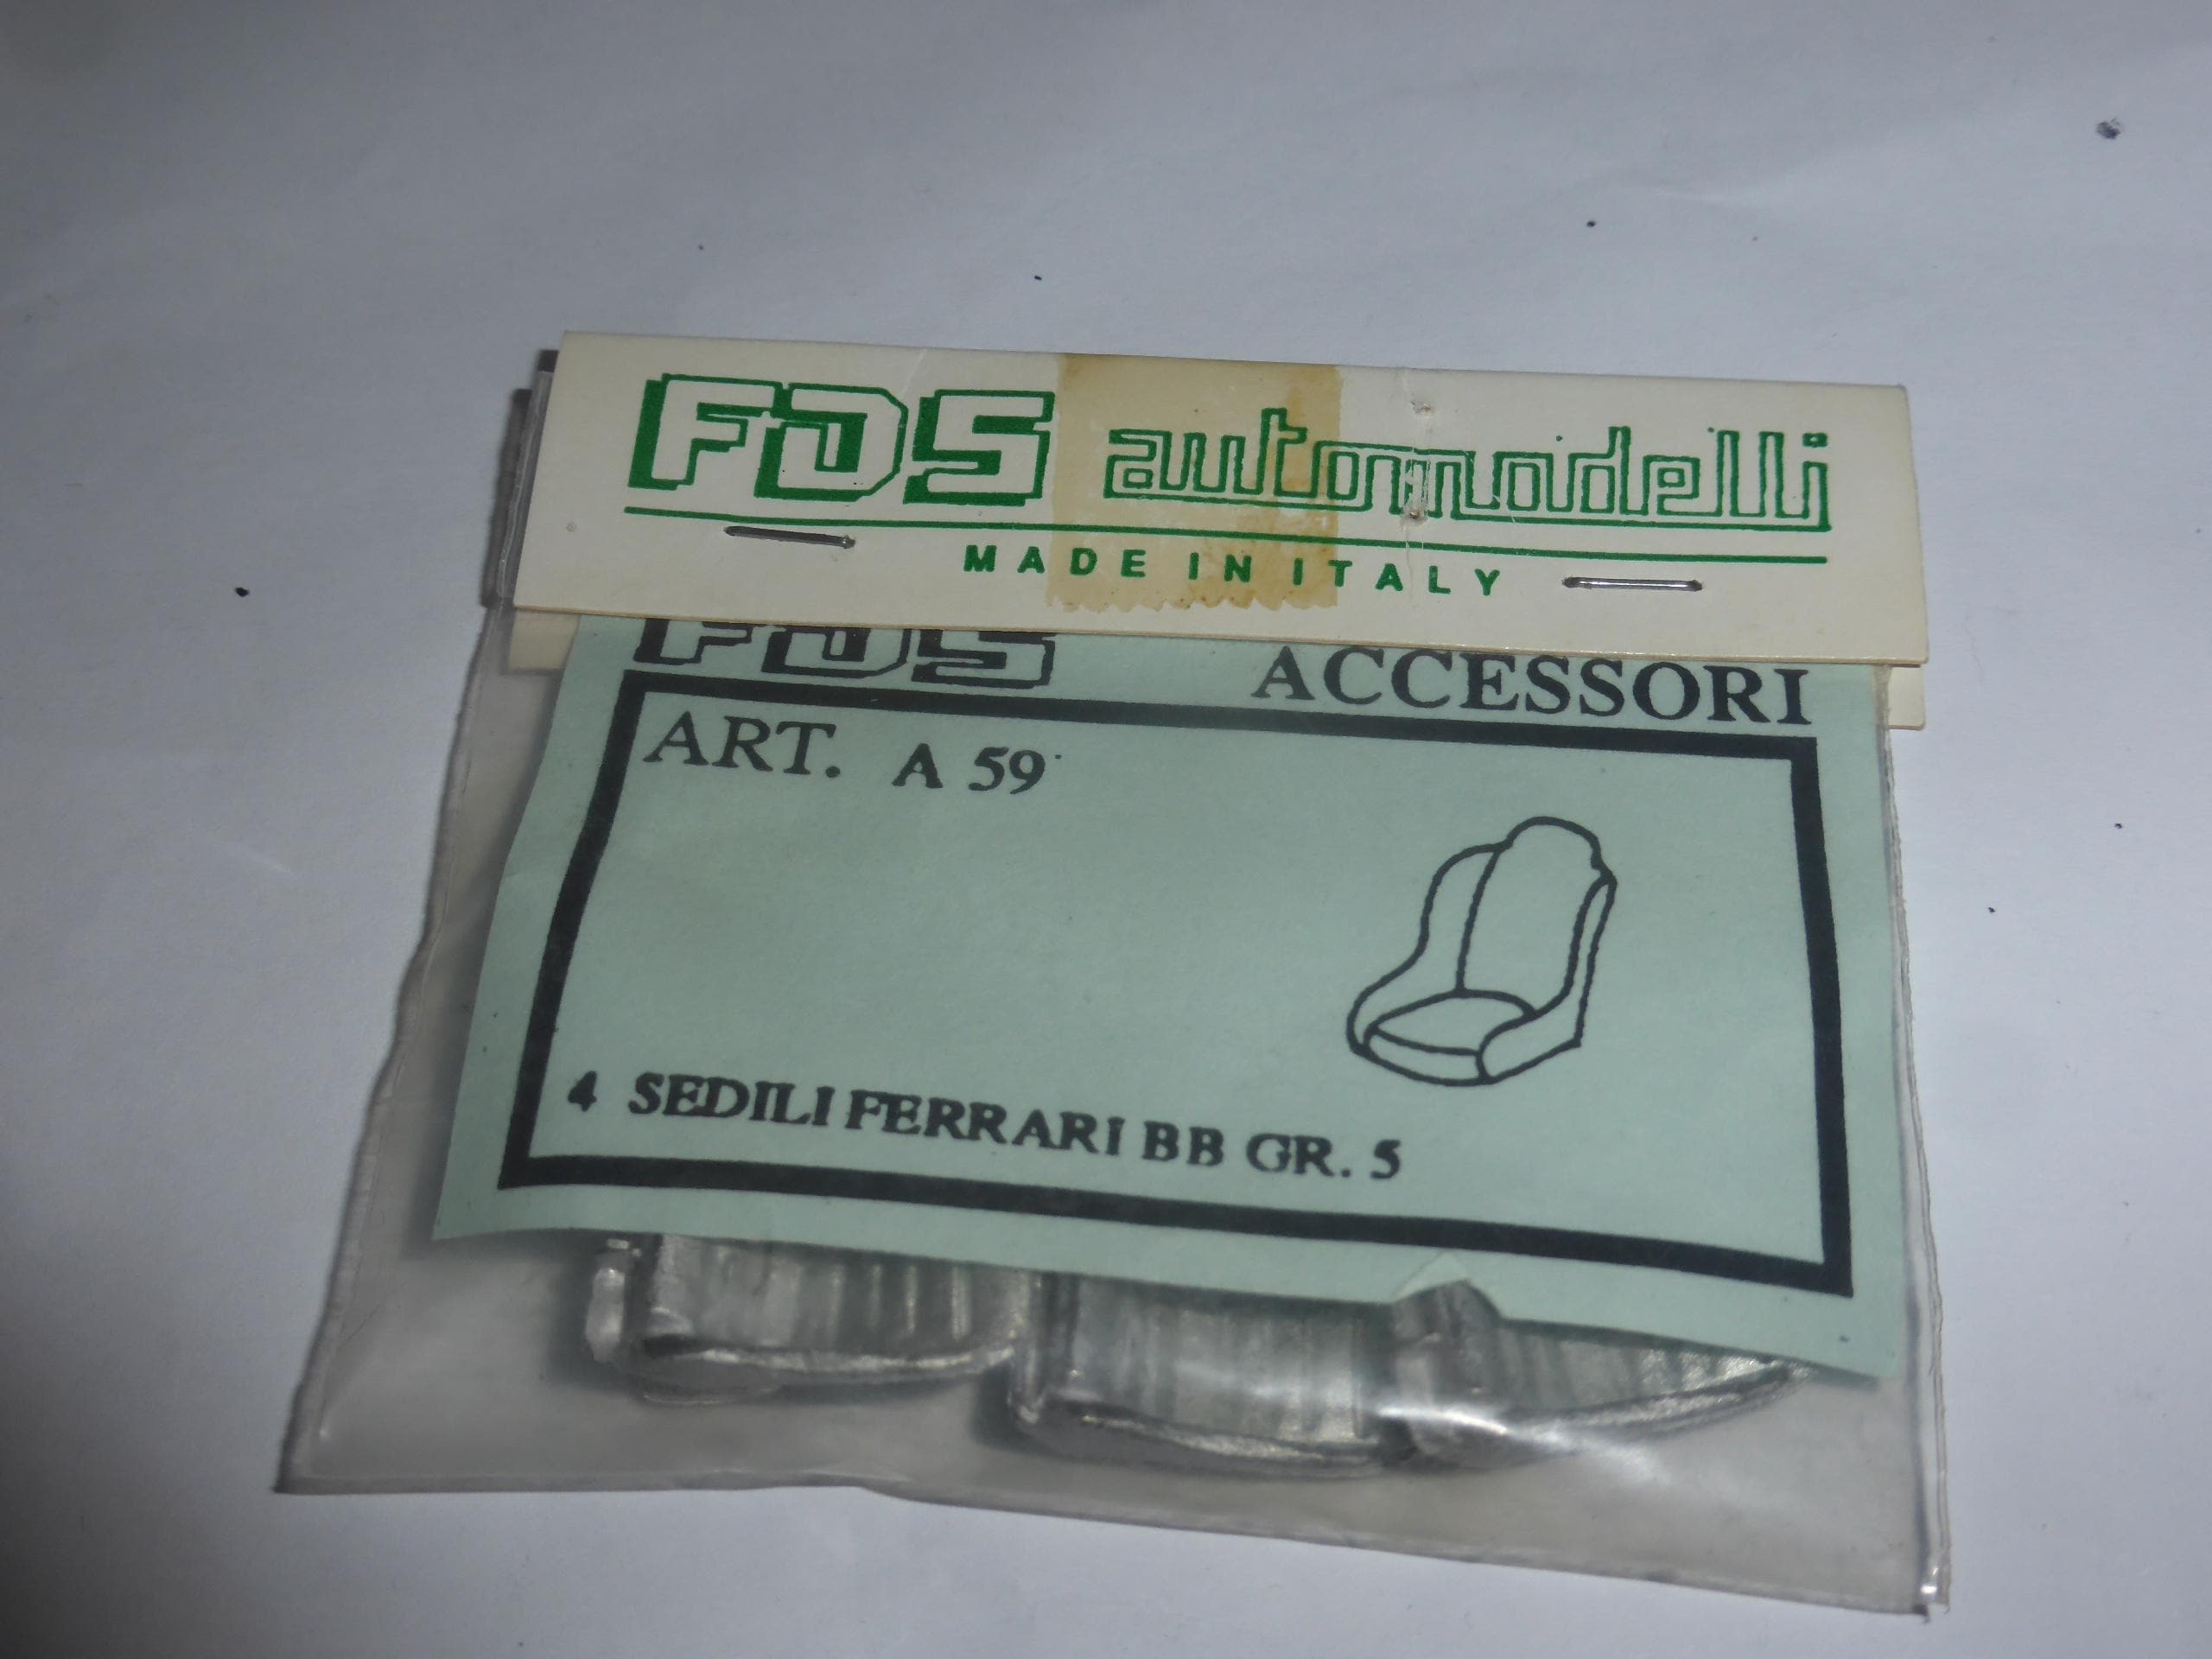 FDS automodelli
MADE IN ITALY
FDS ACCESSORI
ART. A 59
4 SEDILI FERRARI BB GR. 5